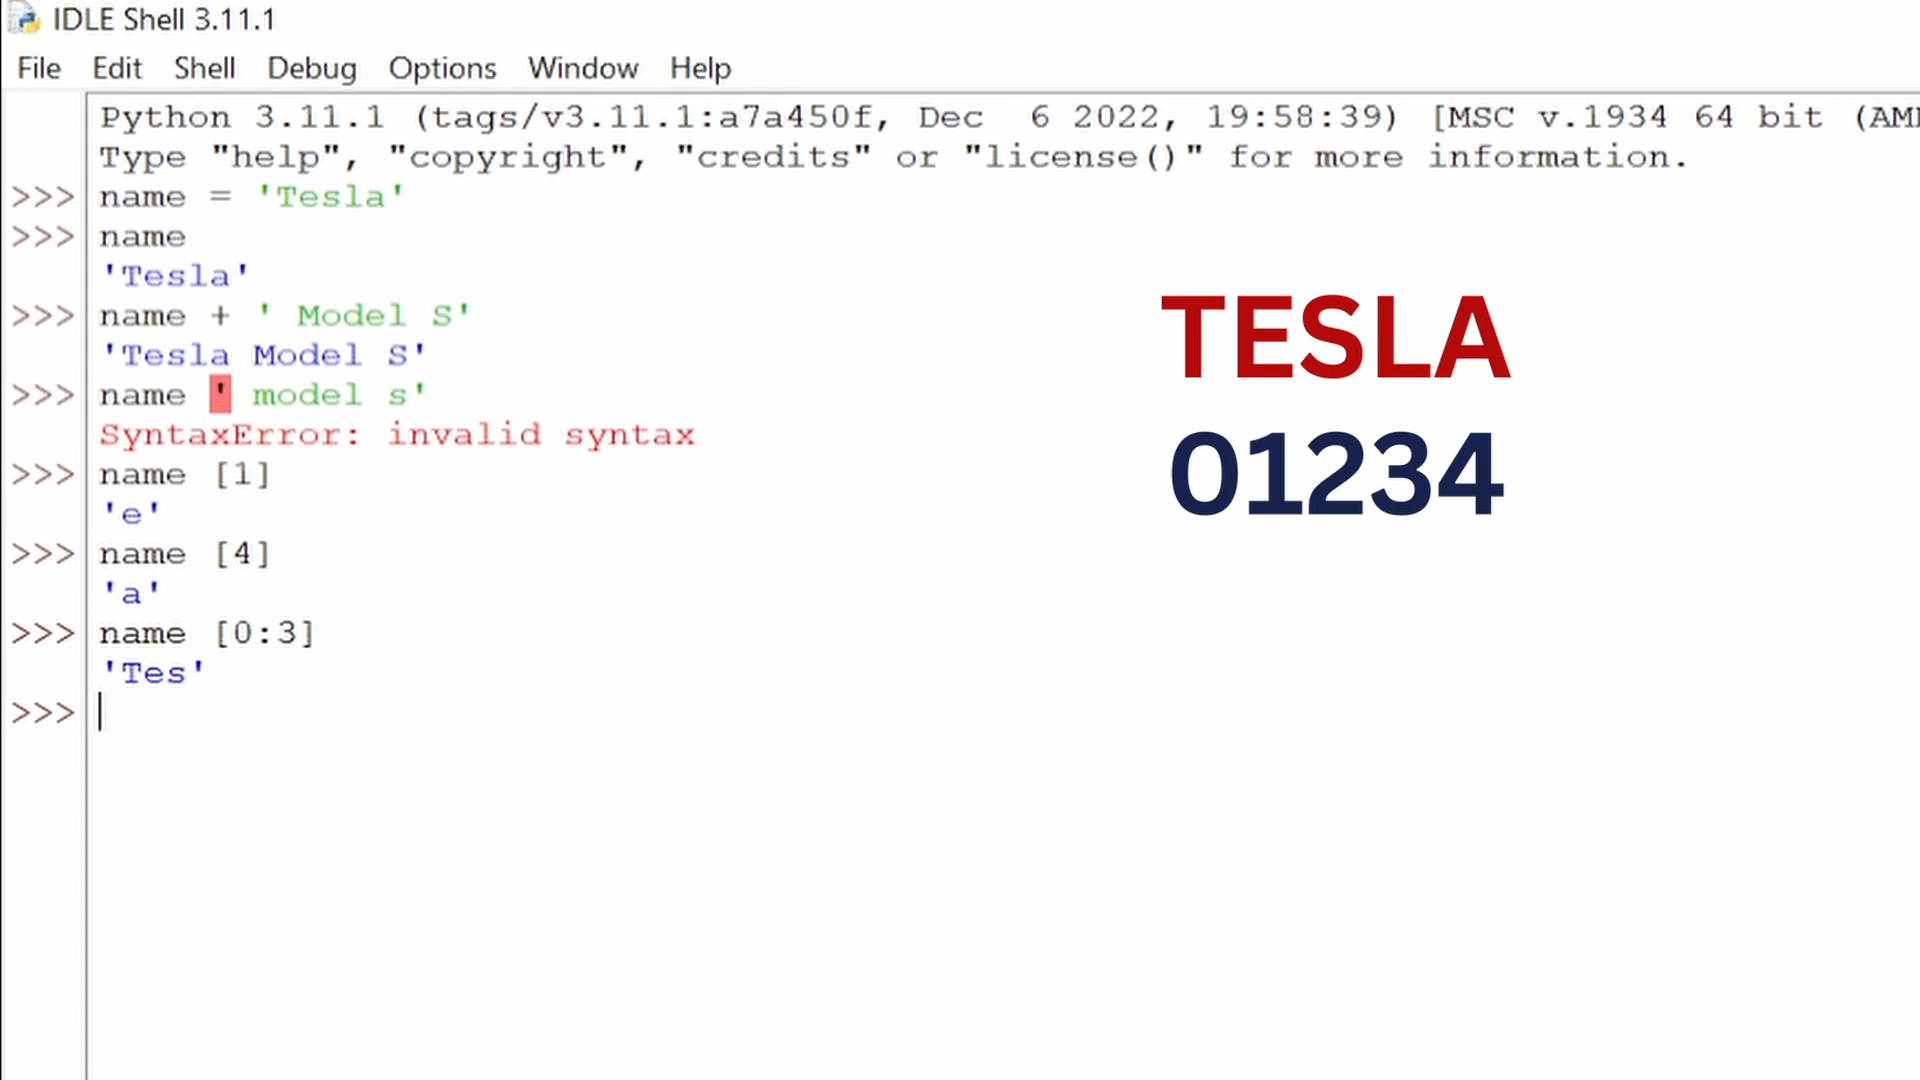 IDLE Shell 3.11.1
File Edit Shell Debug Options Window Help
Python 3.11.1 (tags/v3.11.1:a7a450f, Dec  6 2022, 19:58:39) [MSC v.1934 64 bit
Type "help", "copyright", "credits" or "license()" for more information.
>>> name = 'Tesla'
>>> name
'Tesla'
>>> name + ' Model S'
'Tesla Model S'
>>> name ' model s'
SyntaxError: invalid syntax
>>> name [1]
'e'
>>> name [4]
'a'
>>> name [0:3]
'Tes'
>>>
TESLA
01234